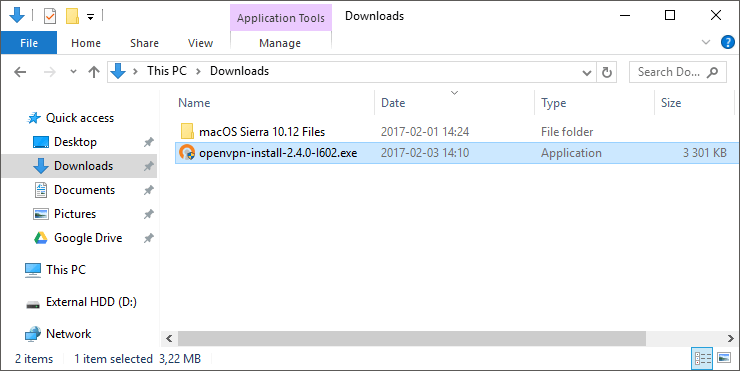 Application Tools Downloads
File Home Share View Manage
This PC Downloads Search Do...
Name Date Type Size
Quick access
Desktop
Downloads
Documents
Pictures
Google Drive
This PC
External HDD (D:)
Network
macOS Sierra 10.12 Files 2017-02-01 14:24 File folder
openvpn-install-2.4.0-I602.exe 2017-02-03 14:10 Application 3 301 KB
2 items 1 item selected 3,22 MB